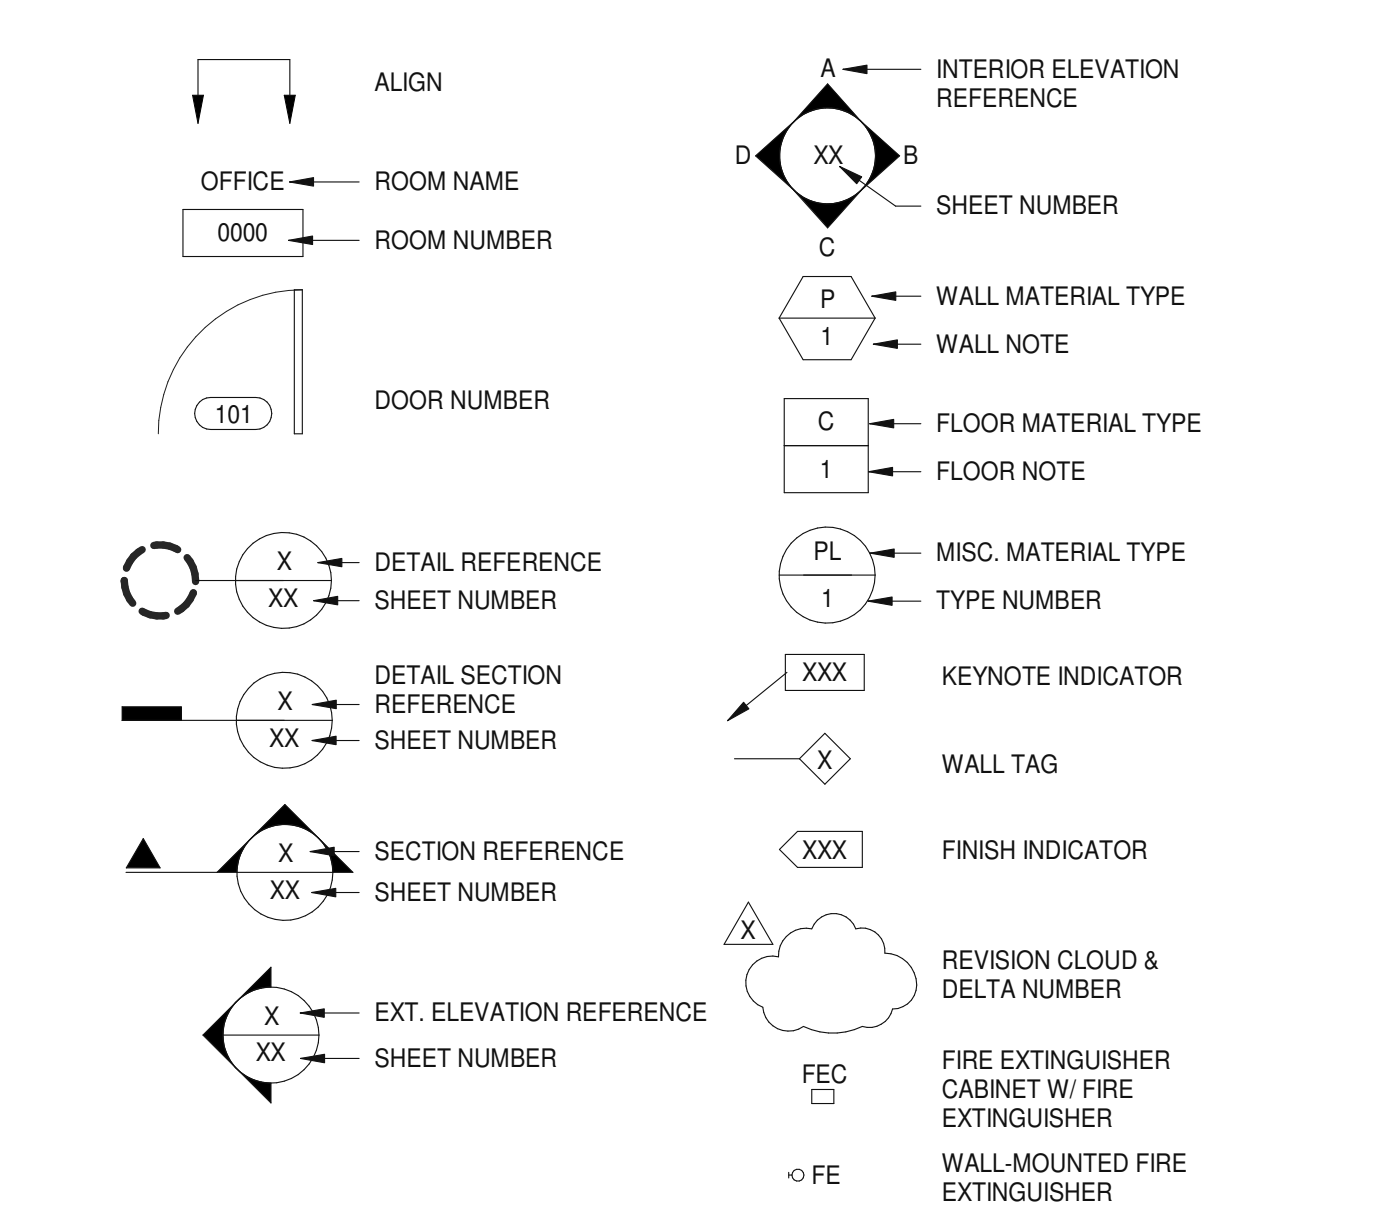 ALIGN
OFFICE
ROOM NAME
0000
ROOM NUMBER
101
DOOR NUMBER
X
DETAIL REFERENCE
XX
SHEET NUMBER
DETAIL SECTION
X
REFERENCE
XX
SHEET NUMBER
X
SECTION REFERENCE
XX
SHEET NUMBER
X
EXT. ELEVATION REFERENCE
XX
SHEET NUMBER
A
INTERIOR ELEVATION
REFERENCE
D
XX
B
SHEET NUMBER
C
P
WALL MATERIAL TYPE
1
WALL NOTE
C
FLOOR MATERIAL TYPE
1
FLOOR NOTE
PL
MISC. MATERIAL TYPE
1
TYPE NUMBER
XXX
KEYNOTE INDICATOR
X
WALL TAG
XXX
FINISH INDICATOR
X
REVISION CLOUD &
DELTA NUMBER
FEC
FIRE EXTINGUISHER
CABINET W/ FIRE
EXTINGUISHER
FE
WALL-MOUNTED FIRE
EXTINGUISHER